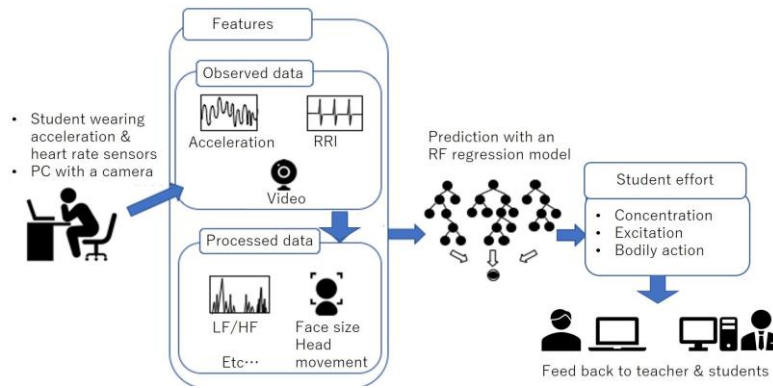 Features
Observed data
• Student wearing
acceleration &
heart rate sensors
• PC with a camera
Acceleration
RRI
Video
Processed data
LF/HF
Etc…
Face size
Head
movement
Prediction with an
RF regression model
Student effort
• Concentration
• Excitation
• Bodily action
Feed back to teacher & students